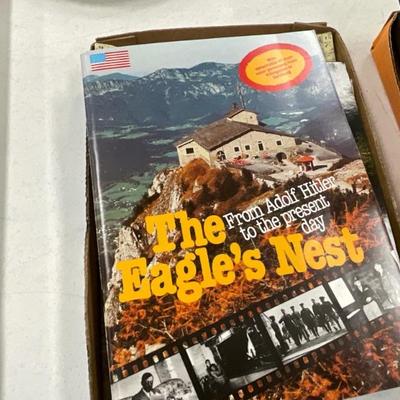 The
Eagle's Nest
From Adolf Hitler
to the present
day